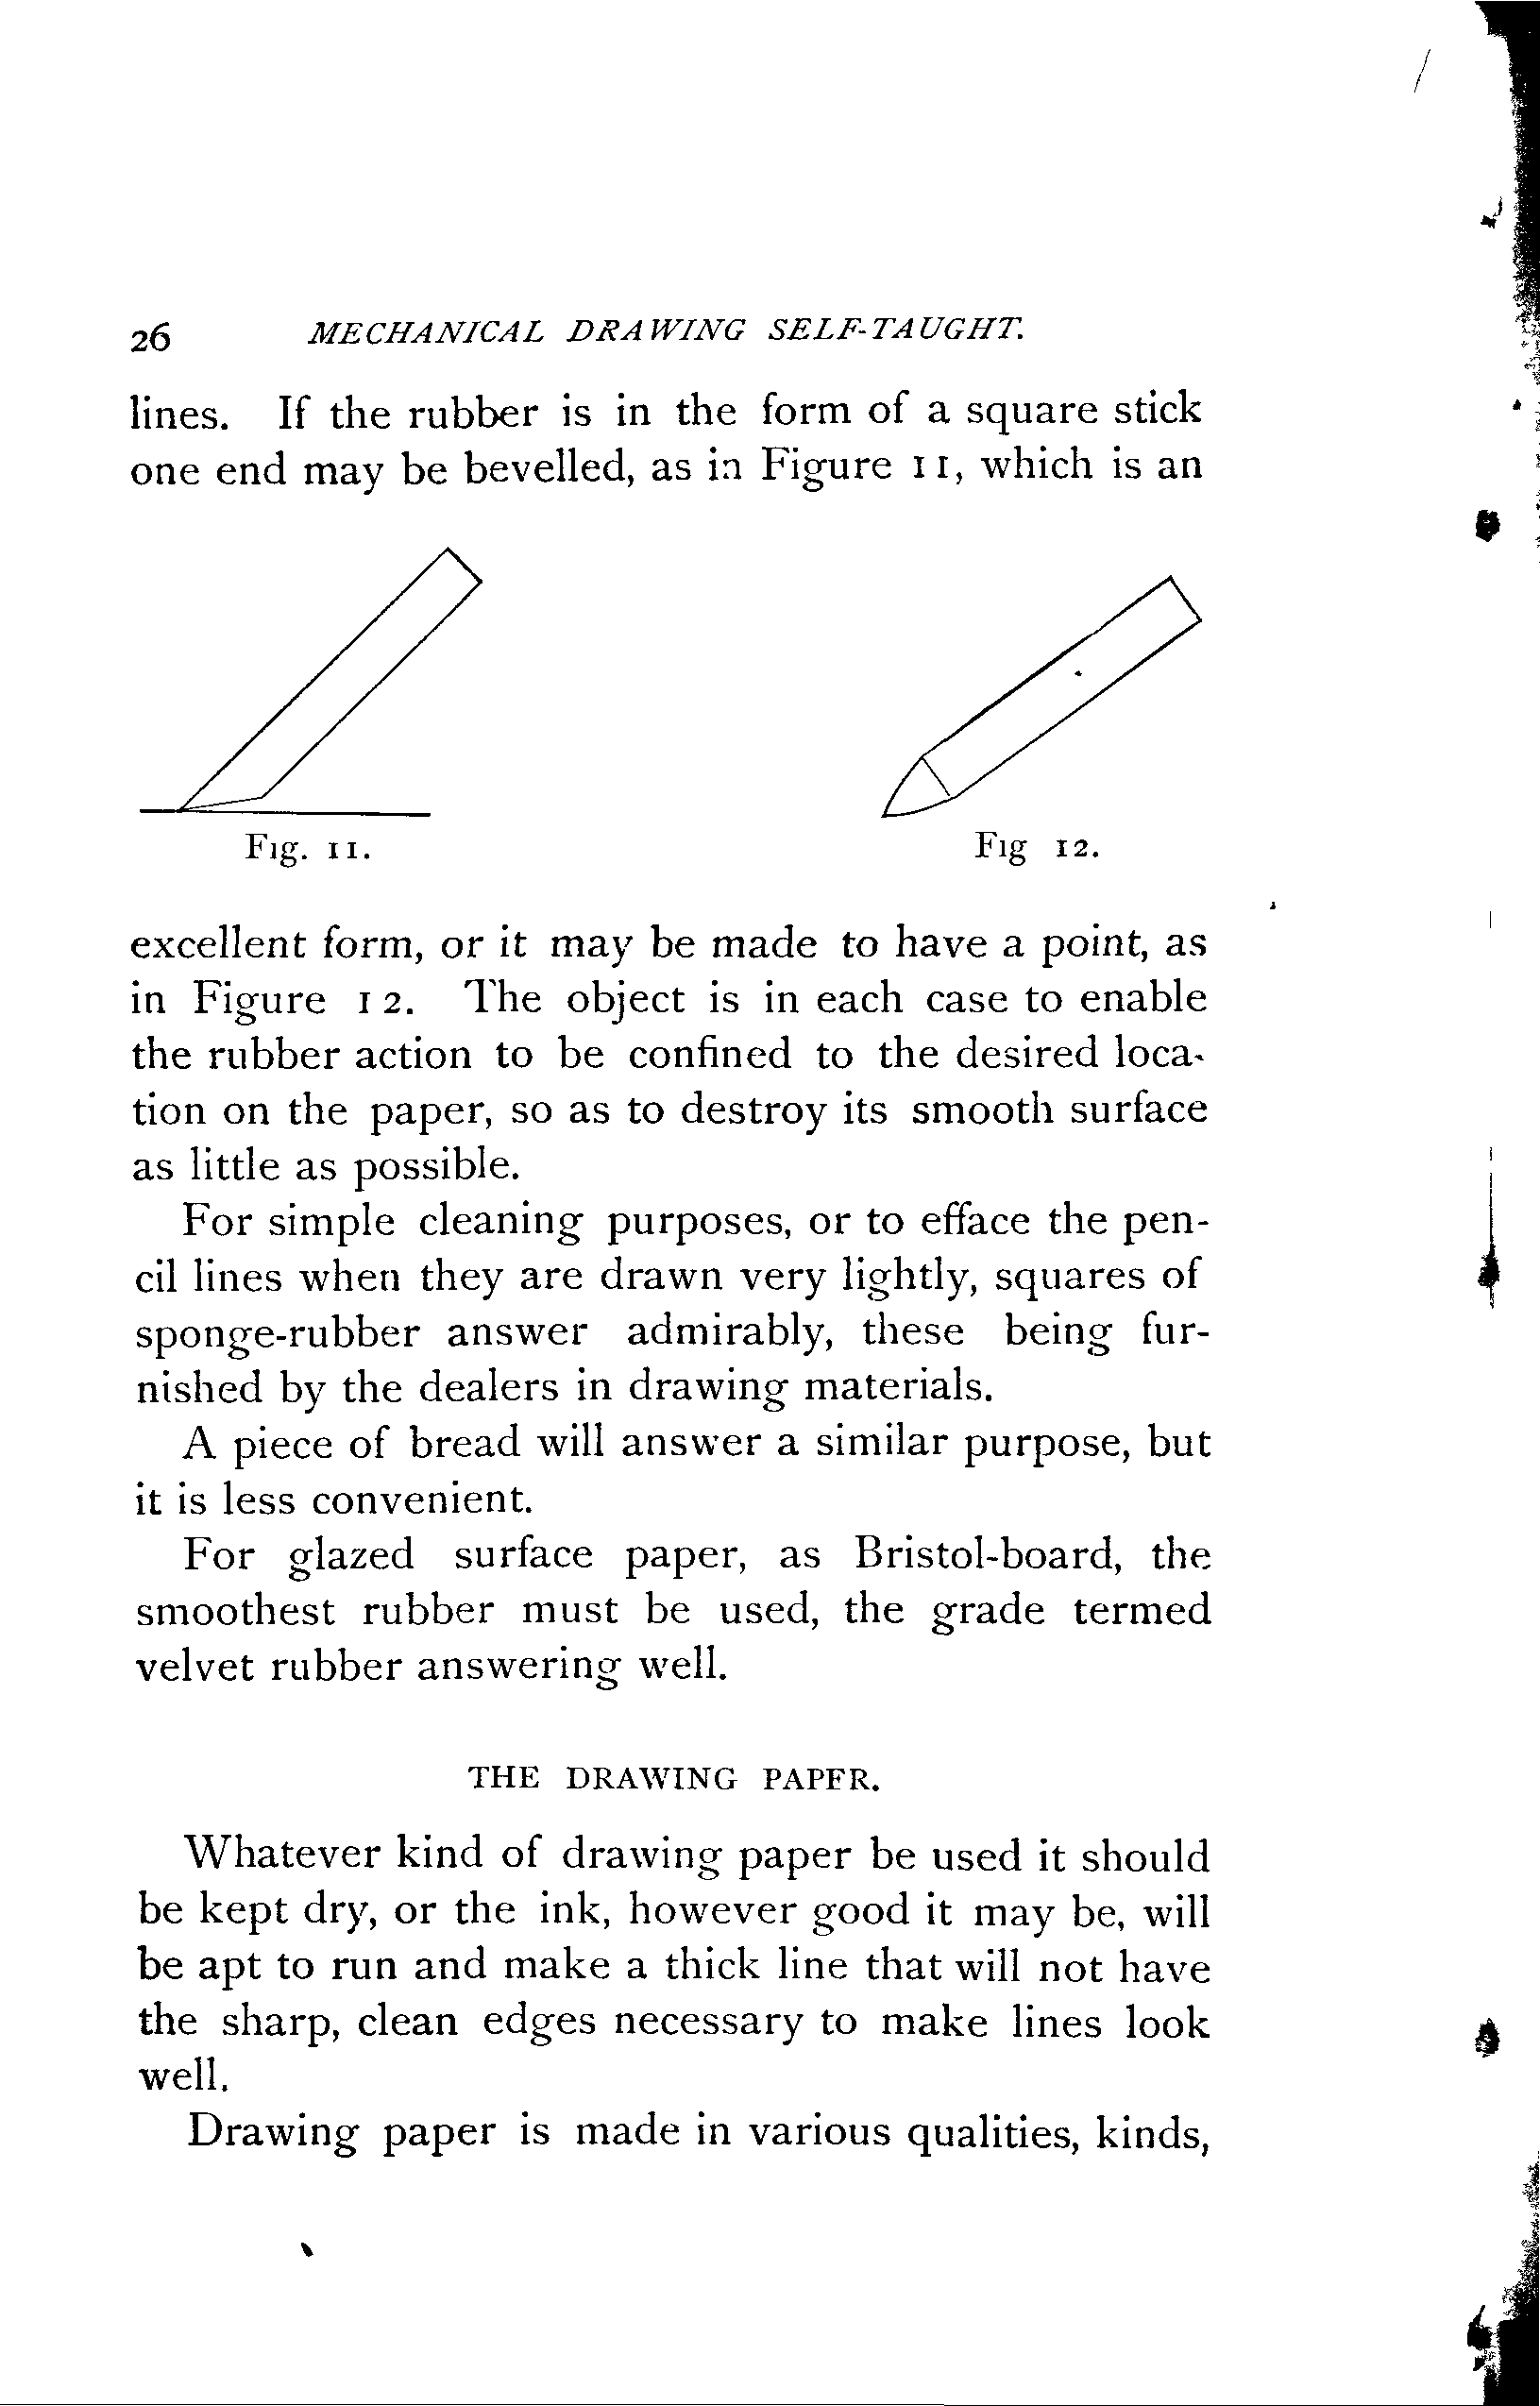 26 MECHANICAL DRAWING SELF-TAUGHT.
lines. If the rubber is in the form of a square stick
one end may be bevelled, as in Figure 11, which is an
Fig. 11.
Fig 12.
excellent form, or it may be made to have a point, as
in Figure 12. The object is in each case to enable
the rubber action to be confined to the desired loca-
tion on the paper, so as to destroy its smooth surface
as little as possible.
For simple cleaning purposes, or to efface the pen-
cil lines when they are drawn very lightly, squares of
sponge-rubber answer admirably, these being fur-
nished by the dealers in drawing materials.
A piece of bread will answer a similar purpose, but
it is less convenient.
For glazed surface paper, as Bristol-board, the
smoothest rubber must be used, the grade termed
velvet rubber answering well.
THE DRAWING PAPER.
Whatever kind of drawing paper be used it should
be kept dry, or the ink, however good it may be, will
be apt to run and make a thick line that will not have
the sharp, clean edges necessary to make lines look
well.
Drawing paper is made in various qualities, kinds,